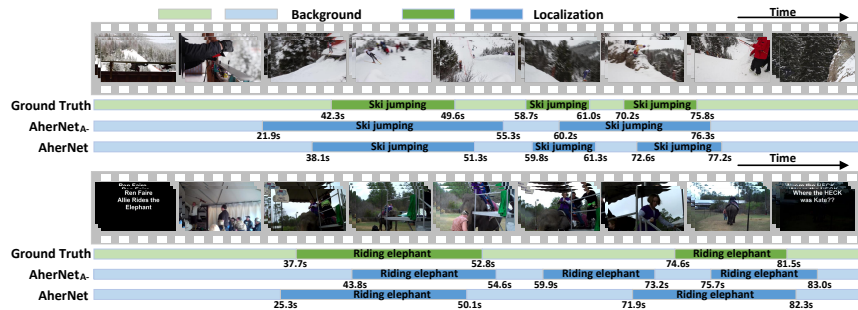 Background Localization Time
Ground Truth Ski jumping Ski jumping Ski jumping
42.3s 49.6s 58.7s 61.0s 70.2s 75.8s
AherNetA- Ski jumping Ski jumping
21.9s 55.3s 60.2s 76.3s
AherNet Ski jumping Ski jumping Ski jumping
38.1s 51.3s 59.8s 61.3s 72.6s 77.2s
Time
Ren Faire
Allie Rides the
Elephant
Where the HECK
was Kate??
Ground Truth Riding elephant Riding elephant
37.7s 52.8s 74.6s 81.5s
AherNetA- Riding elephant Riding elephant Riding elephant
43.8s 54.6s 59.9s 73.2s 75.7s 83.0s
AherNet Riding elephant Riding elephant
25.3s 50.1s 71.9s 82.3s